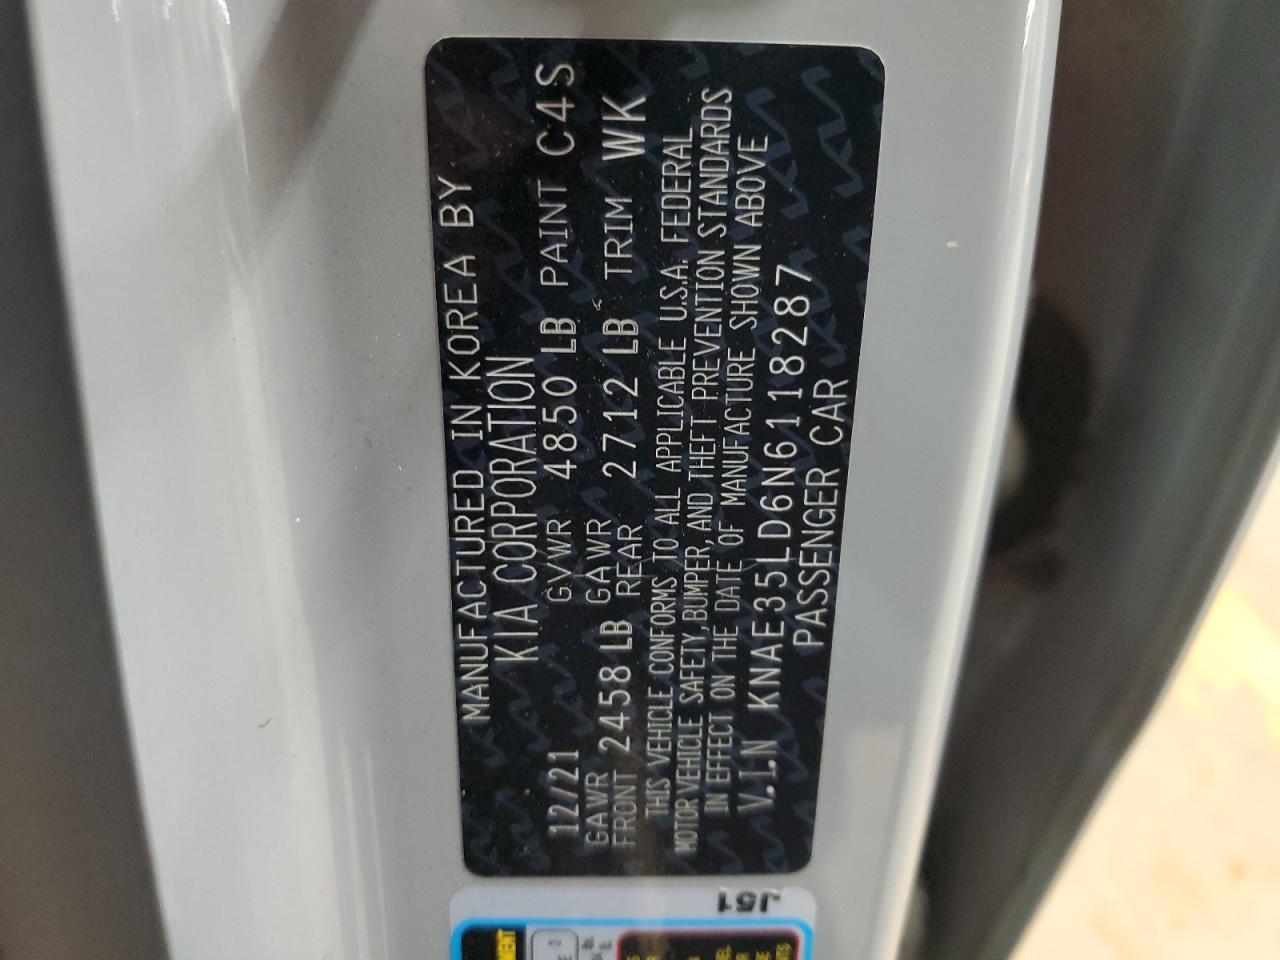 MANUFACTURED IN KOREA BY
KIA CORPORATION
12/21 GVWR 4850 LB PAINT C4S
GAWR FRONT 2458 LB GAWR REAR 2712 LB TRIM WK
THIS VEHICLE CONFORMS TO ALL APPLICABLE U.S.A. FEDERAL
MOTOR VEHICLE SAFETY, BUMPER, AND THEFT PREVENTION STANDARDS
IN EFFECT ON THE DATE OF MANUFACTURE SHOWN ABOVE
V.I.N KNAE35LD6N6118287
PASSENGER CAR
J51